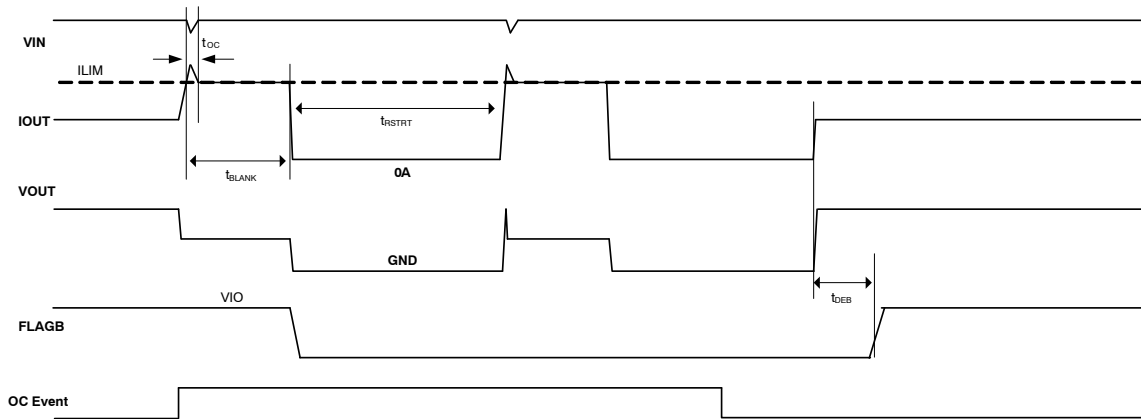 VIN
tOC
ILIM
IOUT
tRSTRT
tBLANK
0A
VOUT
GND
VIO
tDEB
FLAGB
OC Event